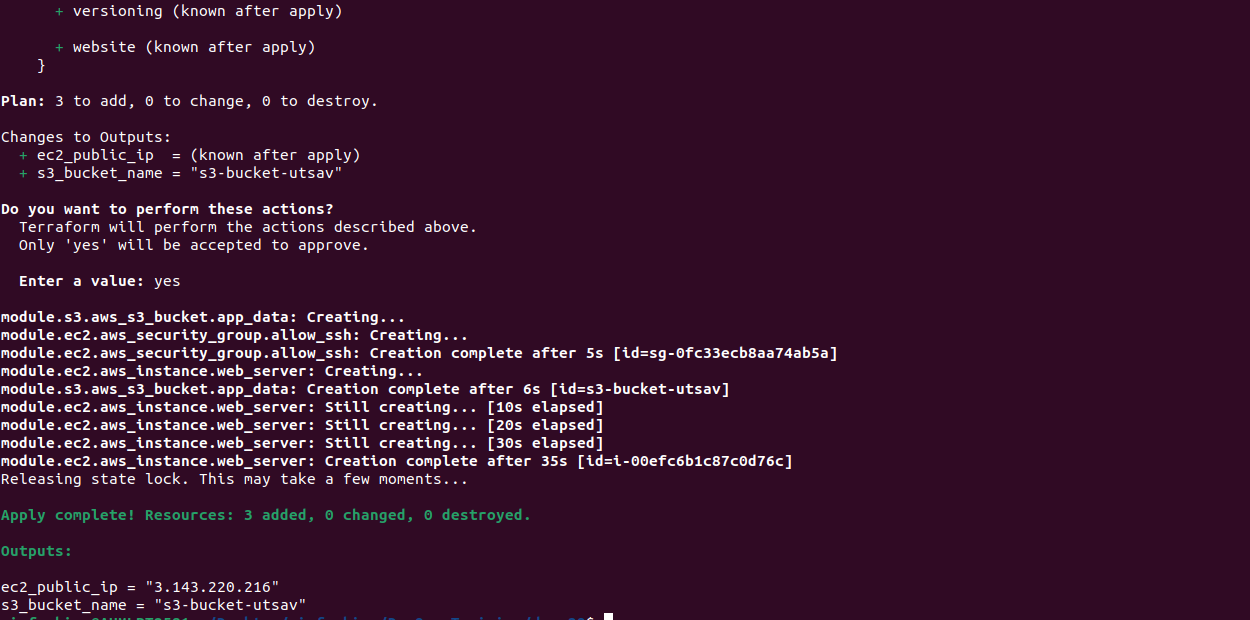 + versioning (known after apply)
+ website (known after apply)
}
Plan: 3 to add, 0 to change, 0 to destroy.
Changes to Outputs:
+ ec2_public_ip  = (known after apply)
+ s3_bucket_name = "s3-bucket-utsav"
Do you want to perform these actions?
Terraform will perform the actions described above.
Only 'yes' will be accepted to approve.
Enter a value: yes
module.s3.aws_s3_bucket.app_data: Creating...
module.ec2.aws_security_group.allow_ssh: Creating...
module.ec2.aws_security_group.allow_ssh: Creation complete after 5s [id=sg-0fc33ecb8aa74ab5a]
module.ec2.aws_instance.web_server: Creating...
module.s3.aws_s3_bucket.app_data: Creation complete after 6s [id=s3-bucket-utsav]
module.ec2.aws_instance.web_server: Still creating... [10s elapsed]
module.ec2.aws_instance.web_server: Still creating... [20s elapsed]
module.ec2.aws_instance.web_server: Still creating... [30s elapsed]
module.ec2.aws_instance.web_server: Creation complete after 35s [id=i-00efc6b1c87c0d76c]
Releasing state lock. This may take a few moments...
Apply complete! Resources: 3 added, 0 changed, 0 destroyed.
Outputs:
ec2_public_ip = "3.143.220.216"
s3_bucket_name = "s3-bucket-utsav"